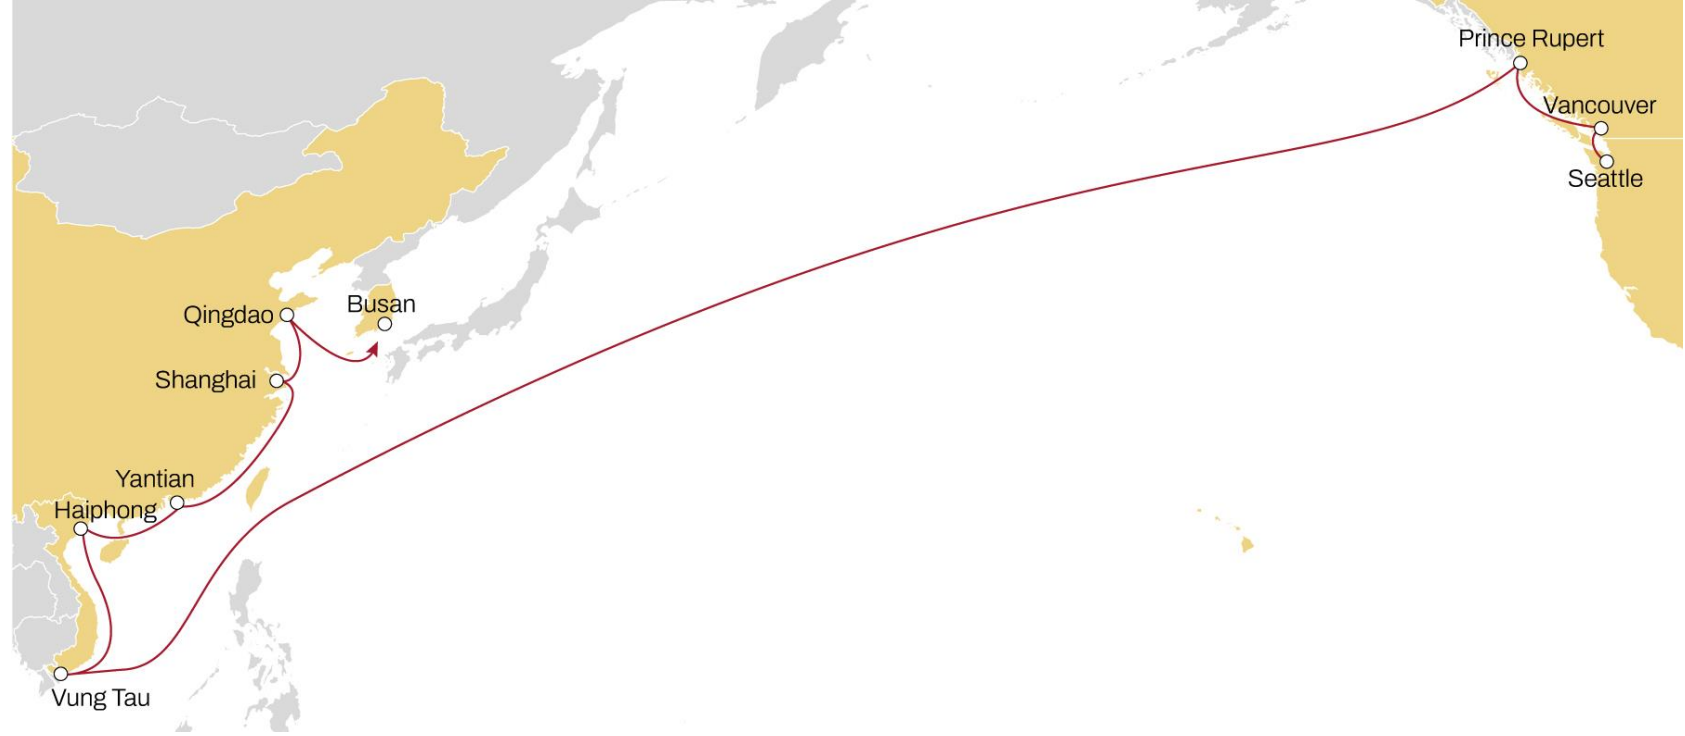 Prince Rupert
Vancouver
Seattle
Qingdao
Busan
Shanghai
Yantian
Haiphong
Vung Tau